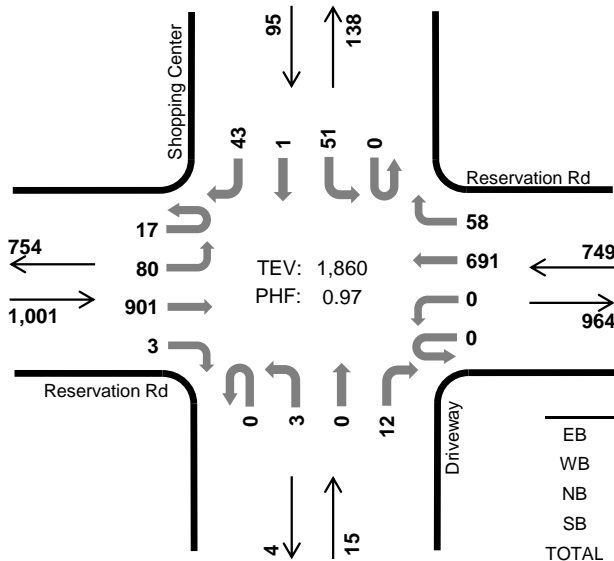 95
138
Shopping Center
43
1
51
0
Reservation Rd
17
58
754
749
80
TEV: 1,860
691
PHF: 0.97
1,001
901
0
964
3
0
Reservation Rd
0
3
0
12
Driveway
EB
WB
NB
SB
4
15
TOTAL